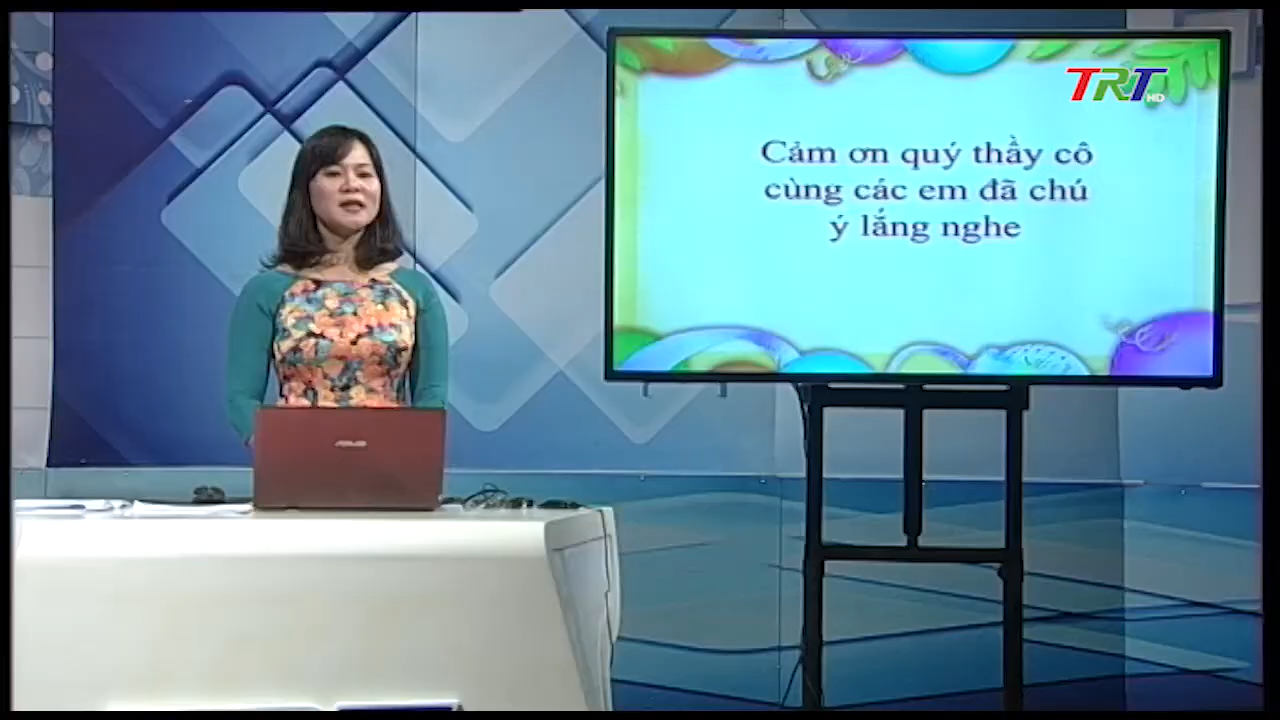 TRT HD
Cảm ơn quý thầy cô
cùng các em đã chú
ý lắng nghe
ASUS